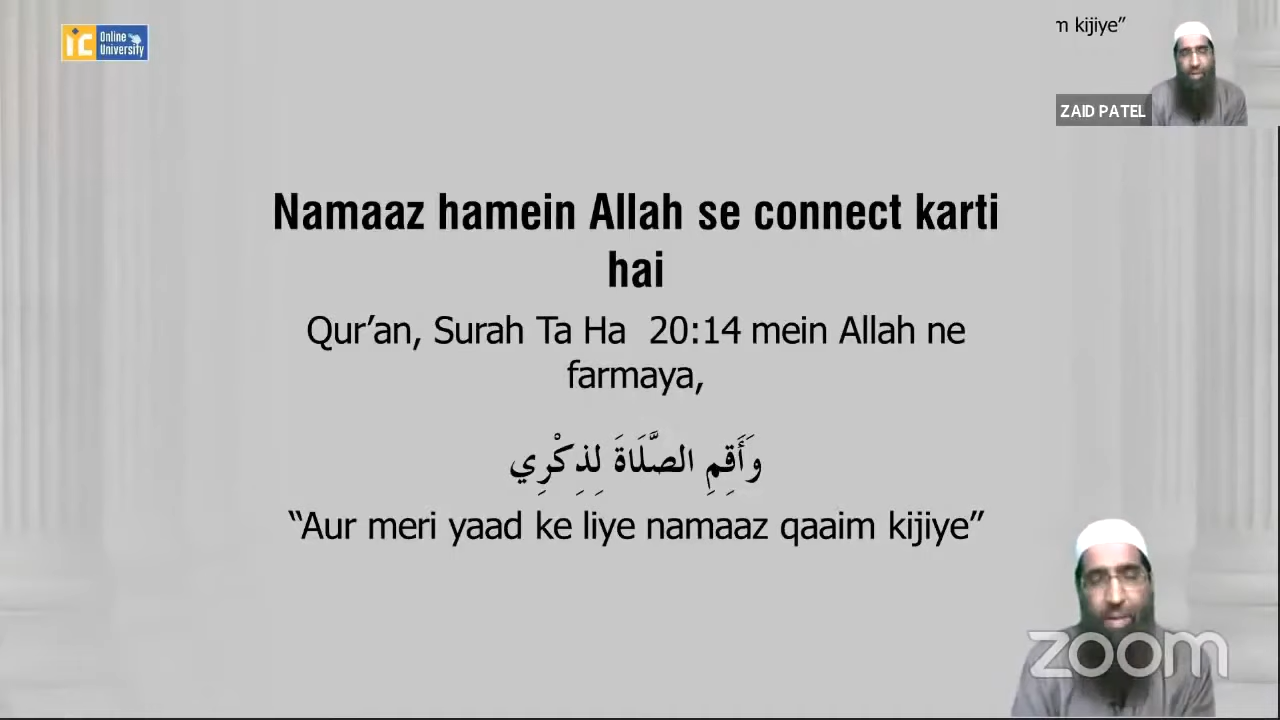 iC Online
University
m kijiye”
ZAID PATEL
Namaaz hamein Allah se connect karti
hai
Qur’an, Surah Ta Ha 20:14 mein Allah ne
farmaya,
وَأَقِمِ الصَّلَاةَ لِذِكْرِي
“Aur meri yaad ke liye namaaz qaaim kijiye”
zoom